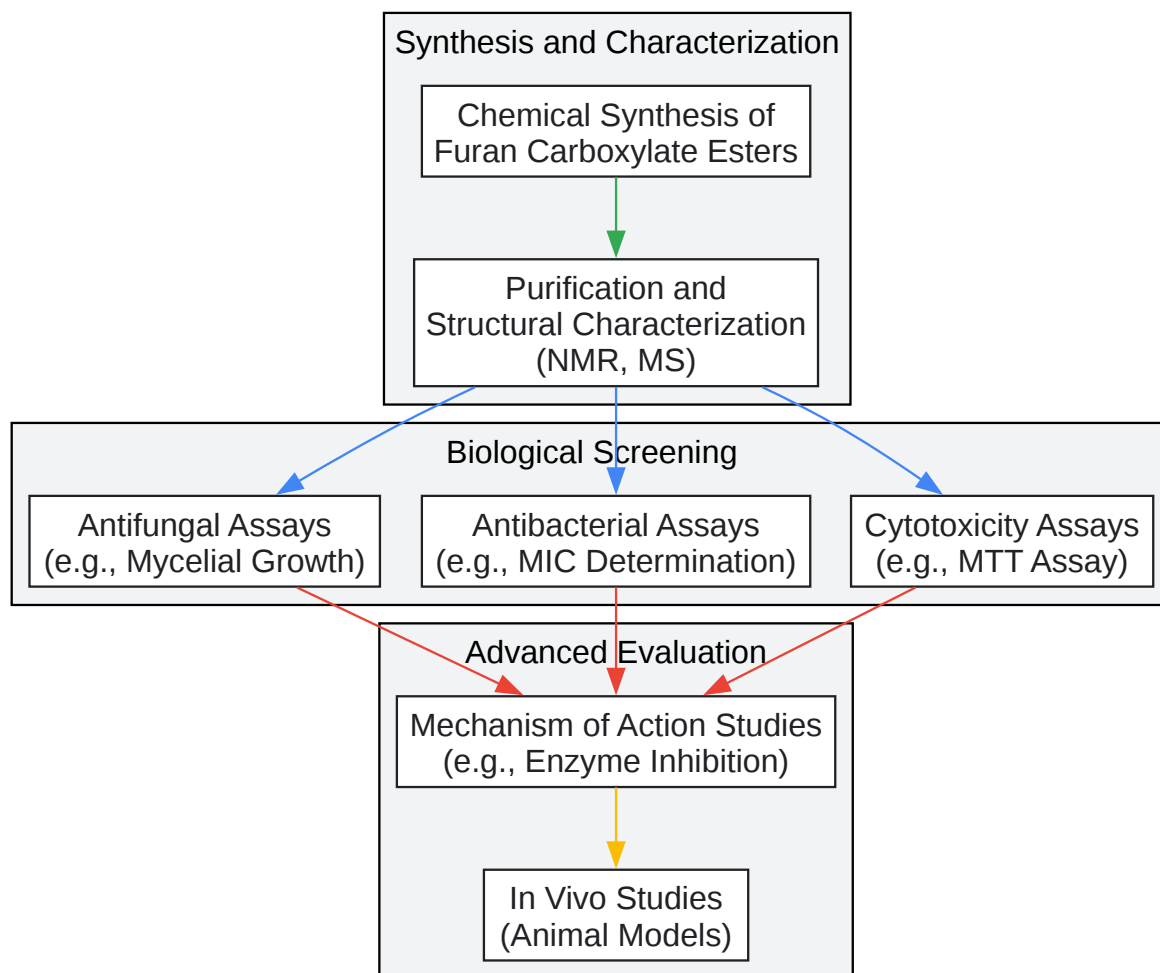 Synthesis and Characterization
Chemical Synthesis of
Furan Carboxylate Esters
Purification and
Structural Characterization
(NMR, MS)
Biological Screening
Antifungal Assays
(e.g., Mycelial Growth)
Antibacterial Assays
(e.g., MIC Determination)
Cytotoxicity Assays
(e.g., MTT Assay)
Advanced Evaluation
Mechanism of Action Studies
(e.g., Enzyme Inhibition)
In Vivo Studies
(Animal Models)